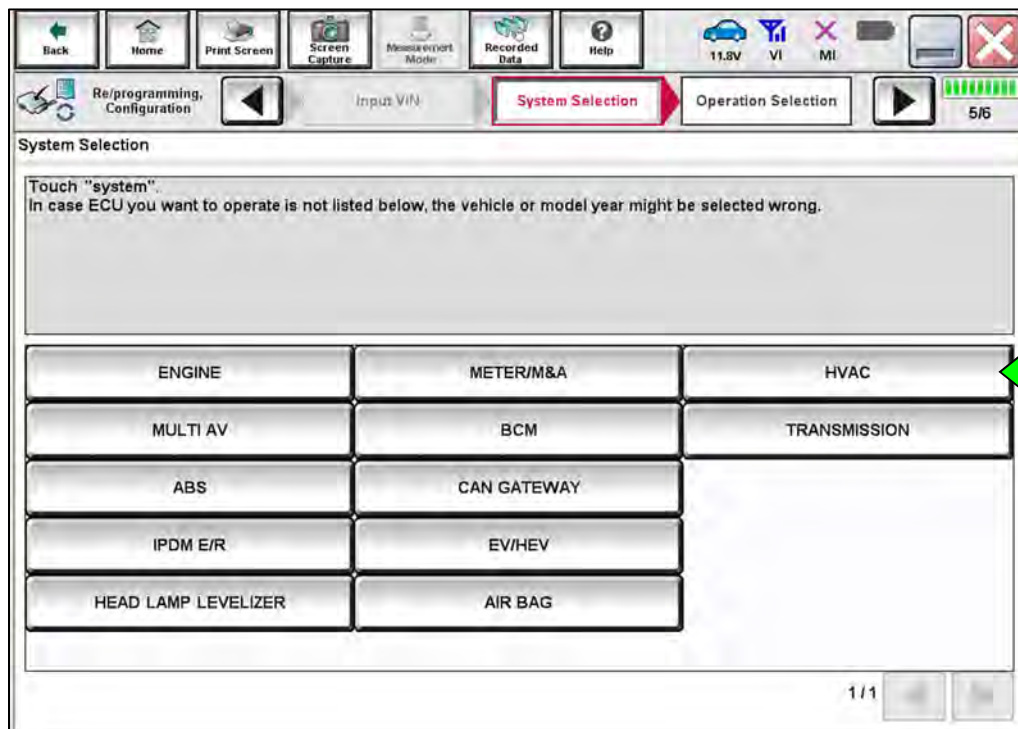 Back
Home
Print Screen
Screen
Capture
Measurement
Mode
Recorded
Data
Help
11.8V
VI
MI
Re/programming,
Configuration
Input VIN
System Selection
Operation Selection
5/6
System Selection
Touch "system".
In case ECU you want to operate is not listed below, the vehicle or model year might be selected wrong.
ENGINE
METER/M&A
HVAC
MULTI AV
BCM
TRANSMISSION
ABS
CAN GATEWAY
IPDM E/R
EV/HEV
HEAD LAMP LEVELIZER
AIR BAG
1/1